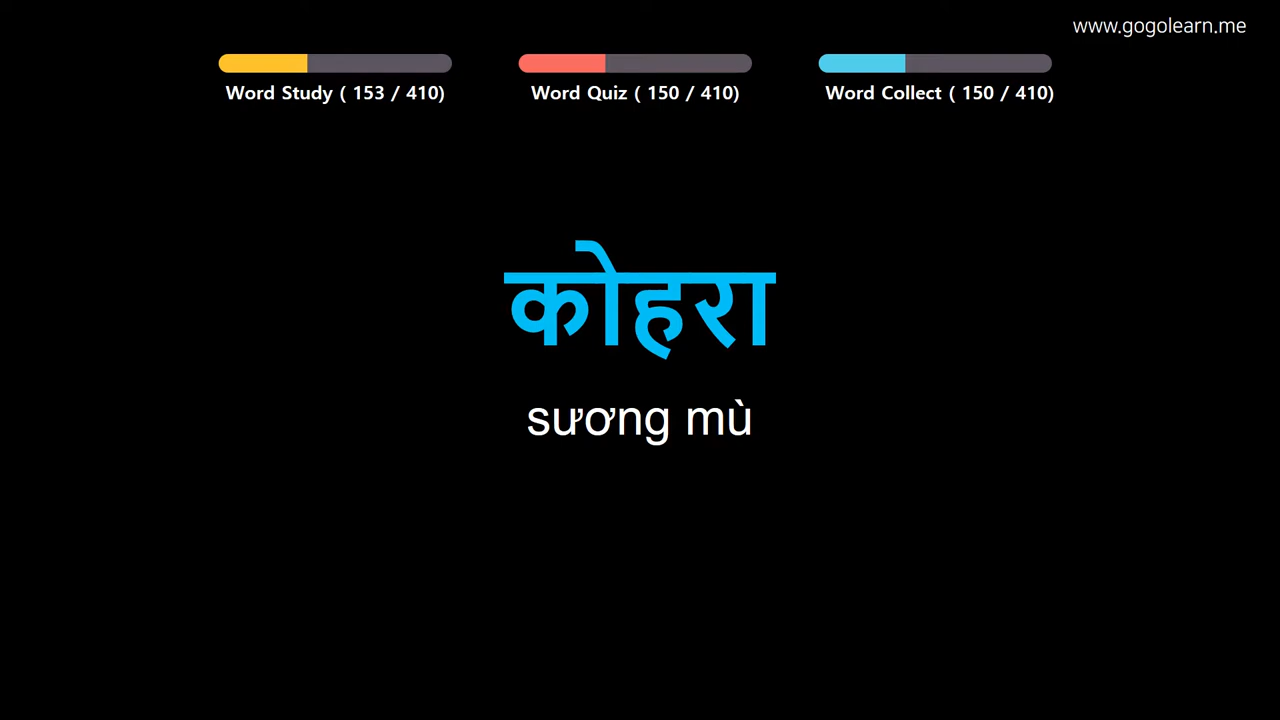 www.gogolearn.me
Word Study ( 153 / 410)
Word Quiz ( 150 / 410)
Word Collect ( 150 / 410)
कोहरा
sương mù